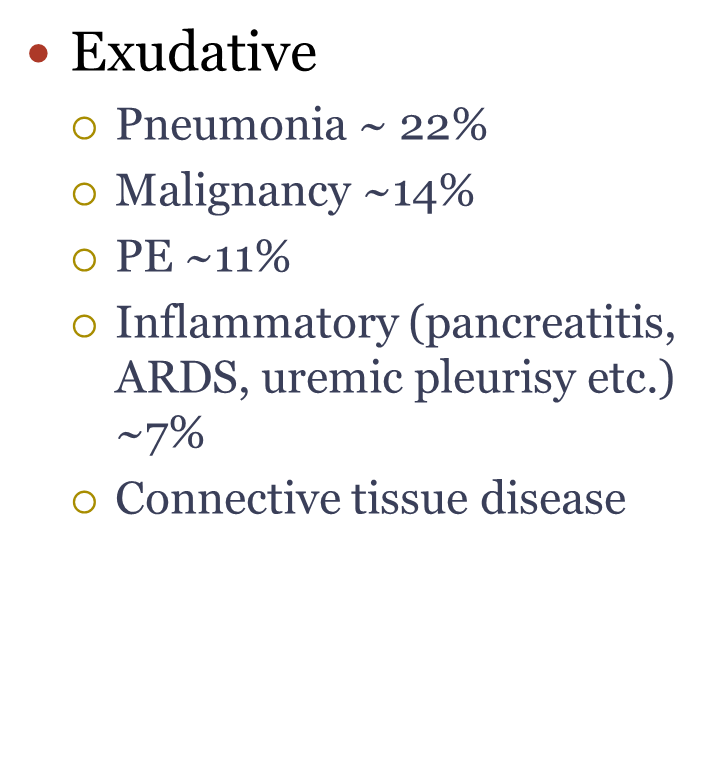 Exudative
Pneumonia ~ 22%
Malignancy ~14%
PE ~11%
Inflammatory (pancreatitis,
ARDS, uremic pleurisy etc.)
~7%
Connective tissue disease